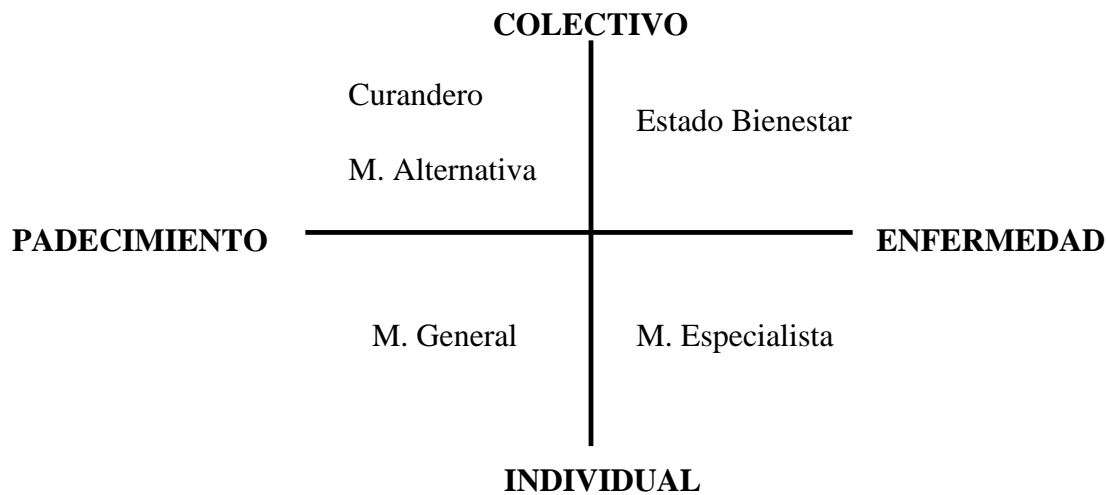 COLECTIVO
Curandero
Estado Bienestar
M. Alternativa
PADECIMIENTO
ENFERMEDAD
M. General
M. Especialista
INDIVIDUAL